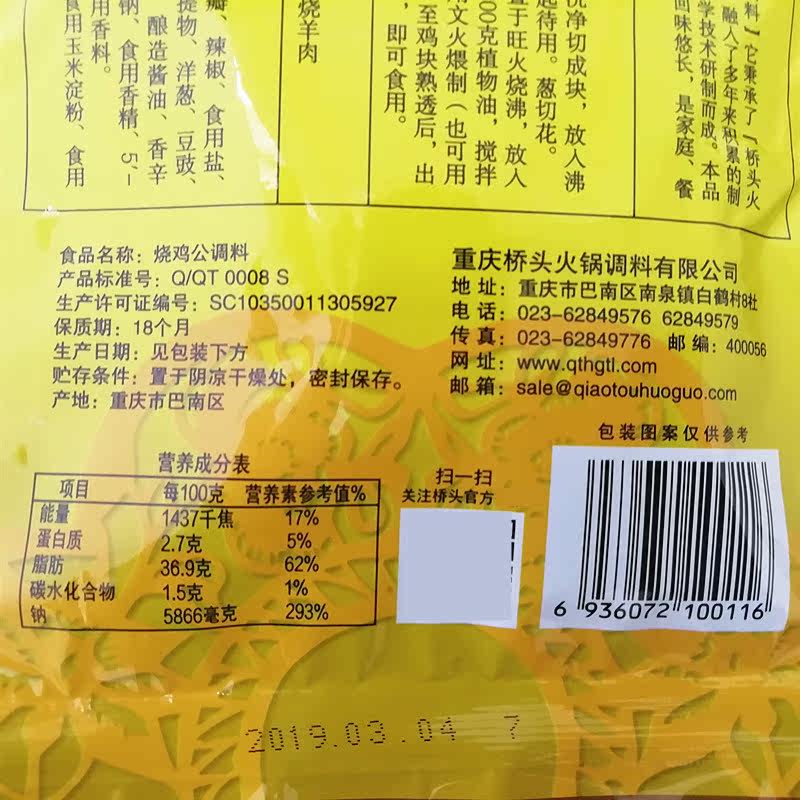 料】它秉承了「桥头火
融入了多年来积累的制
学技术研制而成。本品
回味悠长，是家庭、餐
洗净切成块，放入沸
起待用。葱切花。
置于旺火烧沸，放入
00克植物油，搅拌
用文火煨制（也可用
至鸡块熟透后，出
，即可食用。
烧羊肉
瓣、辣椒、食用盐、
提物、洋葱、豆豉、
酿造酱油、香辛
钠、食用香精、5'-
用香料。
食用玉米淀粉、食用
食品名称：烧鸡公调料
产品标准号：Q/QT 0008 S
生产许可证编号：SC10350011305927
保质期：18个月
生产日期：见包装下方
贮存条件：置于阴凉干燥处，密封保存。
产地：重庆市巴南区
重庆桥头火锅调料有限公司
地 址：重庆市巴南区南泉镇白鹤村8社
电 话：023-62849576 62849579
传 真：023-62849776 邮 编：400056
网 址：www.qthgtl.com
邮 箱：sale@qiaotouhuoguo.com
包装图案仅供参考
营养成分表
项目 每100克 营养素参考值%
能量 1437千焦 17%
蛋白质 2.7克 5%
脂肪 36.9克 62%
碳水化合物 1.5克 1%
钠 5866毫克 293%
扫一扫
关注桥头官方
6 936072 100116
2019.03.04 7